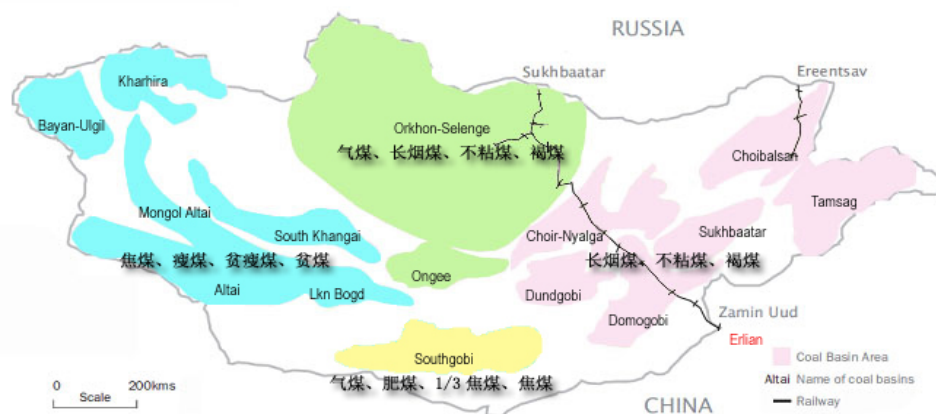 RUSSIA
Kharhira
Sukhbaatar
Ereentsav
Bayan-Ulgil
Orkhon-Selenge
气煤、长烟煤、不粘煤、褐煤
Choibalsan
Mongol Altai
Tamsag
South Khangai
Choir-Nyalga
Sukhbaatar
焦煤、瘦煤、贫瘦煤、贫煤
长烟煤、不粘煤、褐煤
Ongee
Altai
Lkn Bogd
Dundgobi
Domogobi
Zamin Uud
Erlian
Southgobi
气煤、肥煤、1/3 焦煤、焦煤
Coal Basin Area
Altai Name of coal basins
Railway
0 200kms
Scale
CHINA